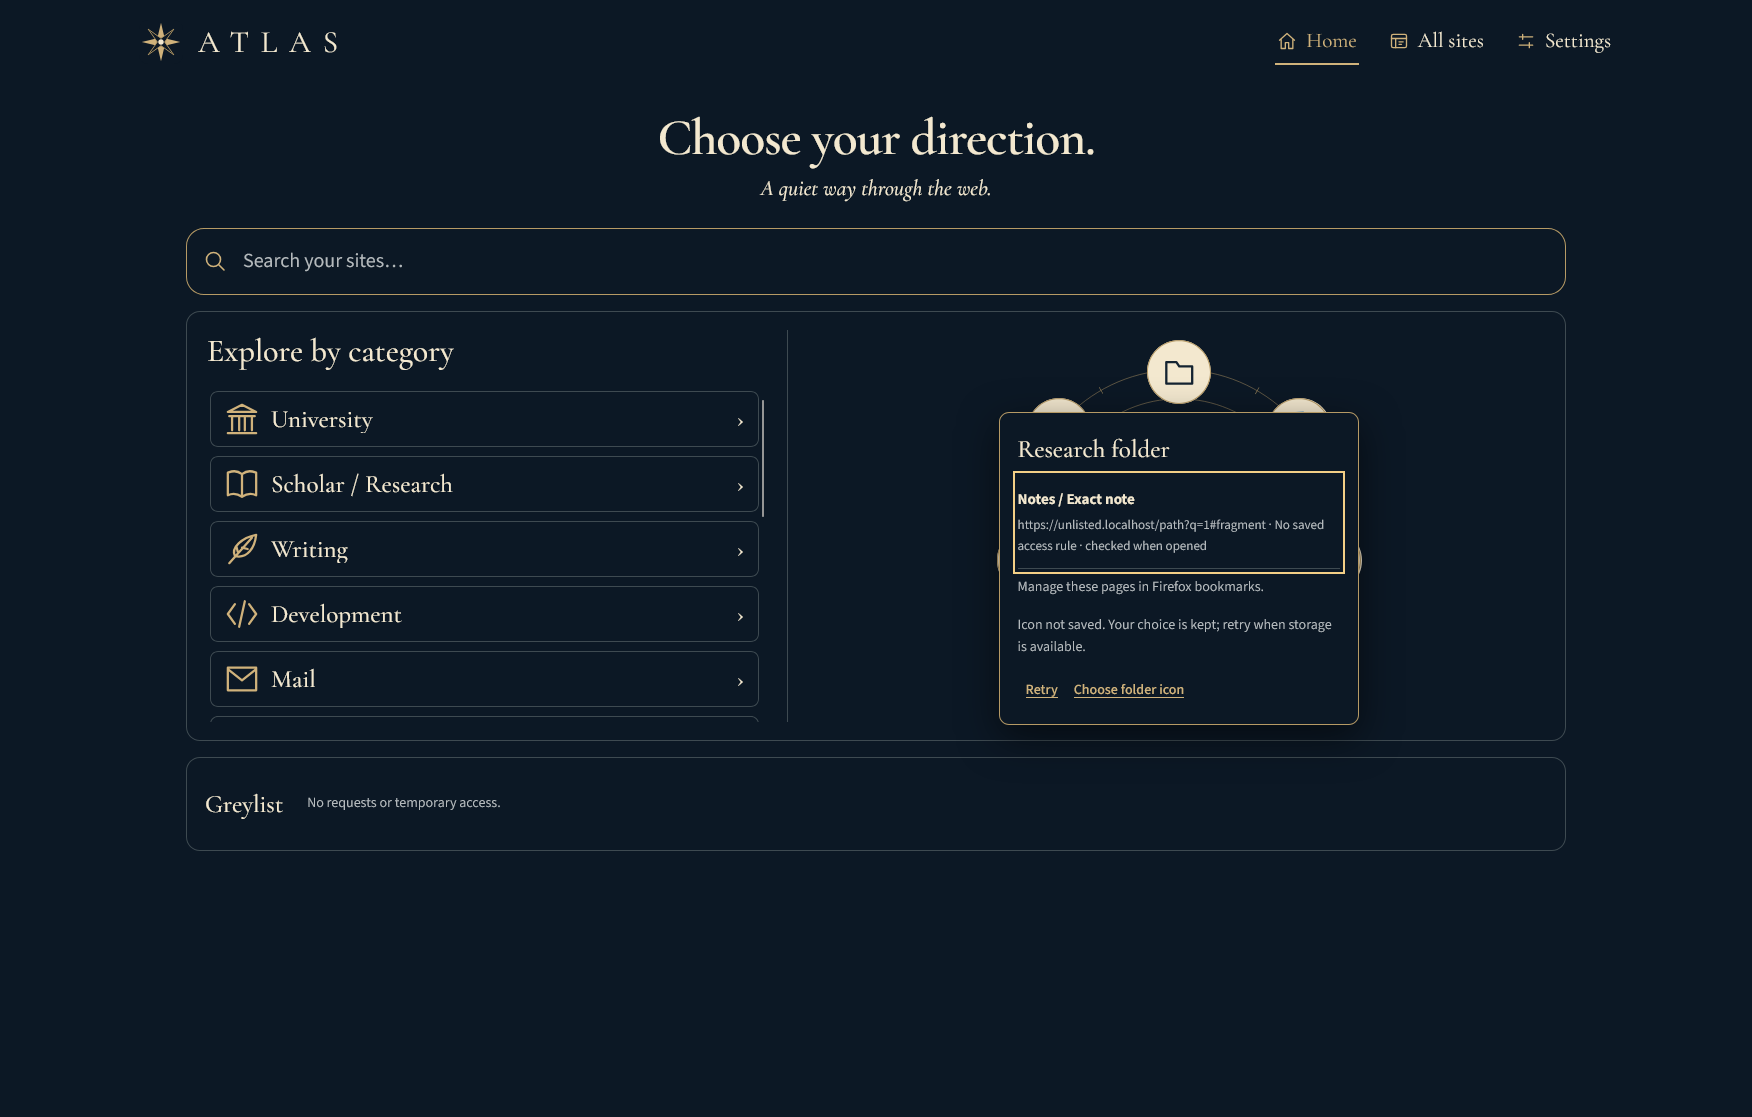 ATLAS
Home
All sites
Settings
Choose your direction.
A quiet way through the web.
Search your sites…
Explore by category
University
Scholar / Research
Writing
Development
Mail
Research folder
Notes / Exact note
https://unlisted.localhost/path?q=1#fragment · No saved
access rule · checked when opened
Manage these pages in Firefox bookmarks.
Icon not saved. Your choice is kept; retry when storage
is available.
Retry
Choose folder icon
Greylist
No requests or temporary access.